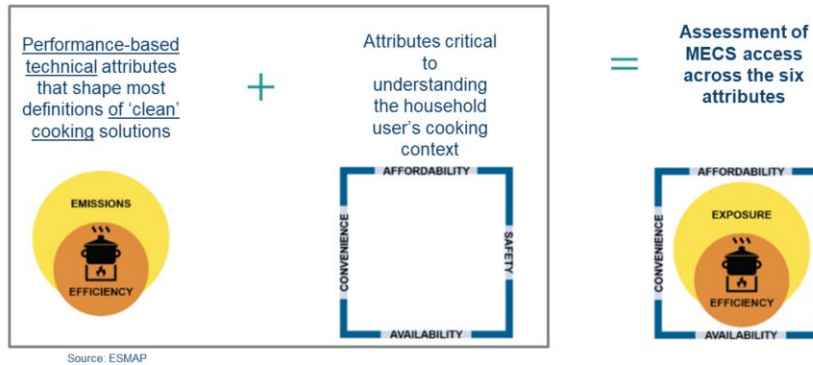 Performance-based
technical attributes
that shape most
definitions of ‘clean’
cooking solutions
+
Attributes critical
to
understanding
the household
user’s cooking
context
=
Assessment of
MECS access
across the six
attributes
EMISSIONS
EFFICIENCY
AFFORDABILITY
CONVENIENCE
SAFETY
AVAILABILITY
AFFORDABILITY
CONVENIENCE
EXPOSURE
EFFICIENCY
AVAILABILITY
Source: ESMAP